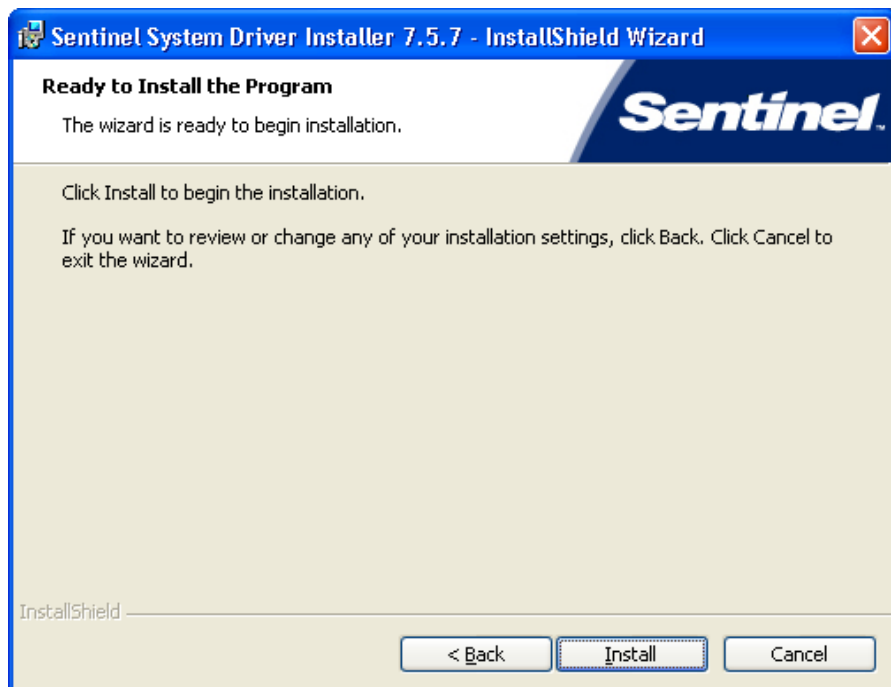 Sentinel System Driver Installer 7.5.7 - InstallShield Wizard
Ready to Install the Program
The wizard is ready to begin installation.
Sentinel™
Click Install to begin the installation.
If you want to review or change any of your installation settings, click Back. Click Cancel to
exit the wizard.
InstallShield
< Back
Install
Cancel